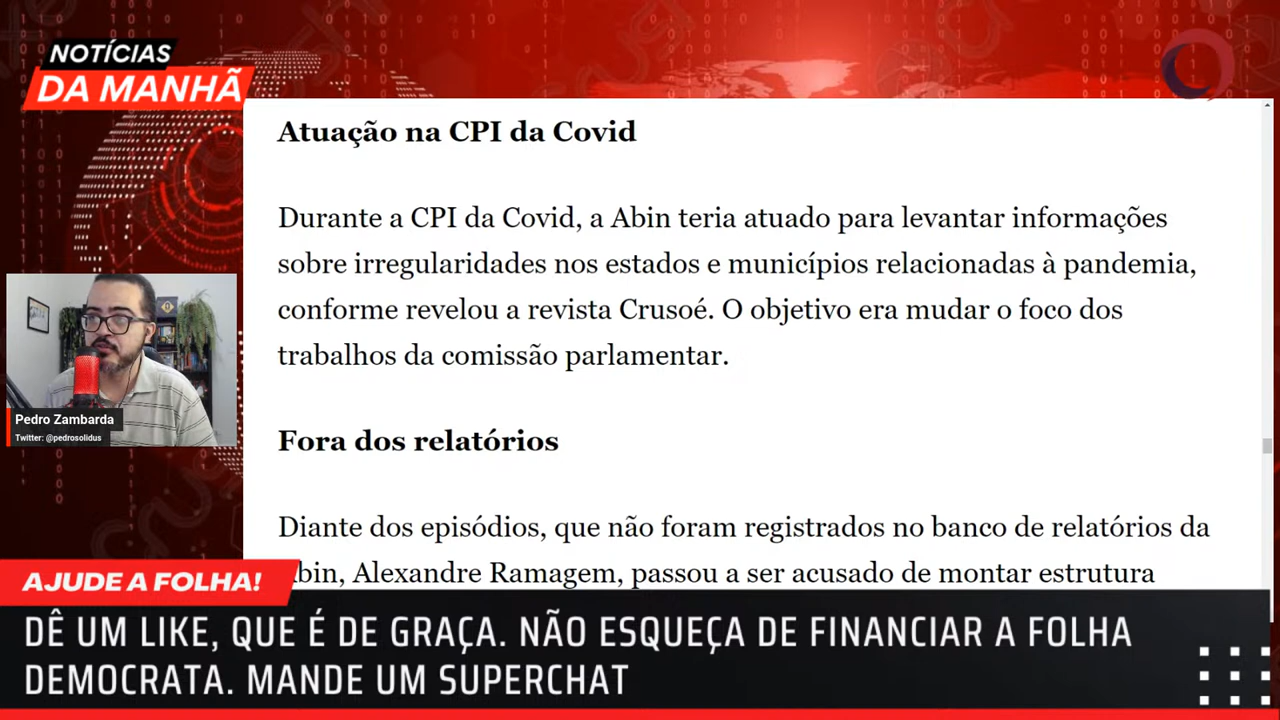 NOTÍCIAS
DA MANHÃ
Atuação na CPI da Covid
Durante a CPI da Covid, a Abin teria atuado para levantar informações
sobre irregularidades nos estados e municípios relacionadas à pandemia,
conforme revelou a revista Crusoé. O objetivo era mudar o foco dos
trabalhos da comissão parlamentar.
Fora dos relatórios
Diante dos episódios, que não foram registrados no banco de relatórios da
bin, Alexandre Ramagem, passou a ser acusado de montar estrutura
Pedro Zambarda
Twitter: @pedrosolidus
AJUDE A FOLHA!
DÊ UM LIKE, QUE É DE GRAÇA. NÃO ESQUEÇA DE FINANCIAR A FOLHA
DEMOCRATA. MANDE UM SUPERCHAT